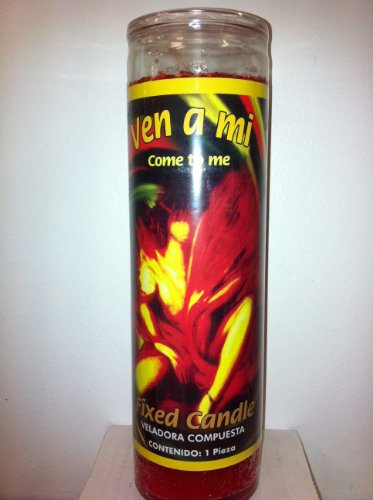 Ven a mi
Come to me
Fixed Candle
VELADORA COMPUESTA
CONTENIDO: 1 Pieza